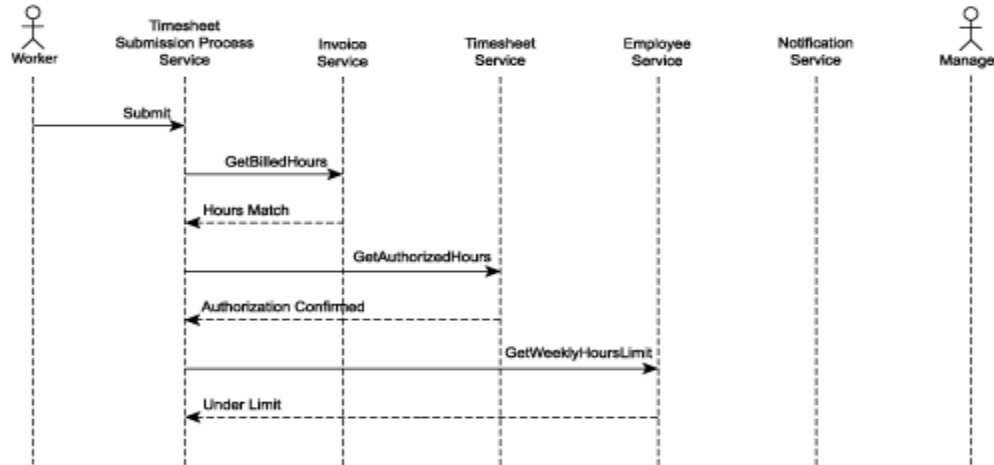 Worker
Timesheet
Submission Process
Service
Invoice
Service
Timesheet
Service
Employee
Service
Notification
Service
Manage
Submit
GetBilledHours
Hours Match
GetAuthorizedHours
Authorization Confirmed
GetWeeklyHoursLimit
Under Limit